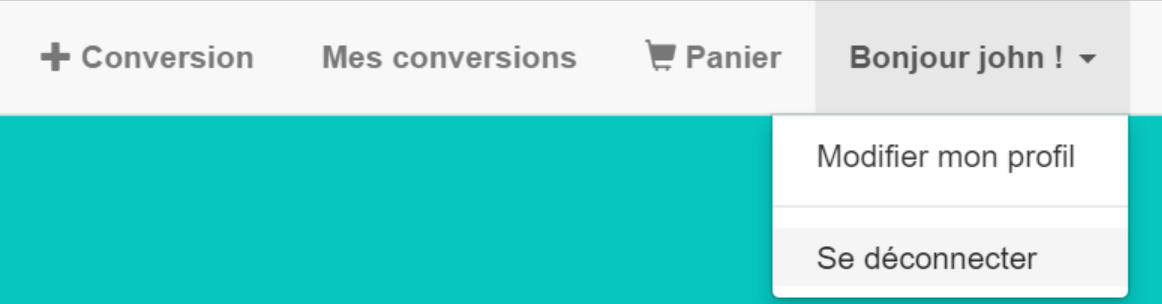 Conversion Mes conversions Panier Bonjour john !
Modifier mon profil
Se déconnecter